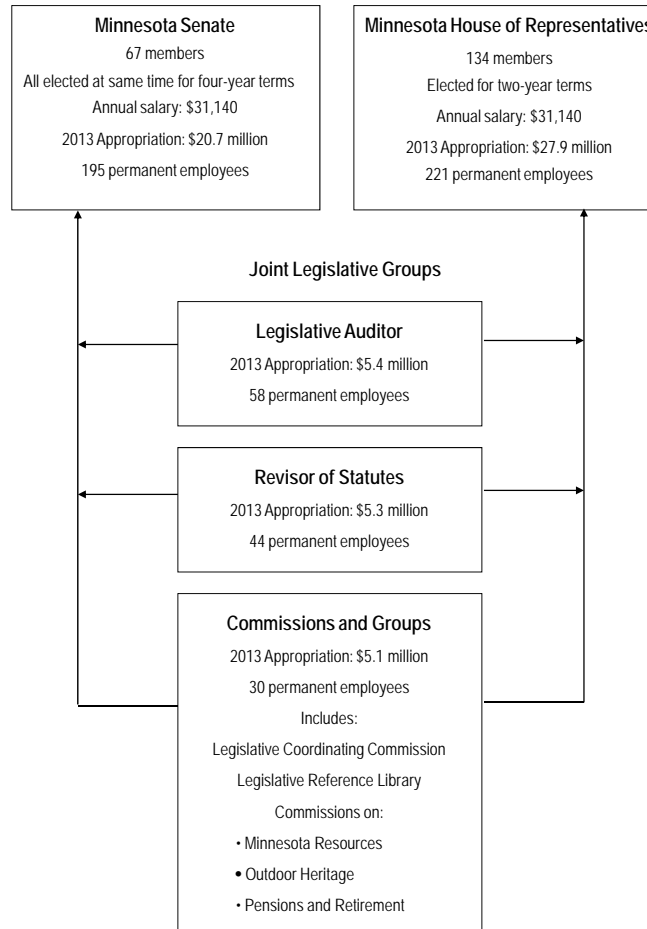 Minnesota Senate
67 members
All elected at same time for four-year terms
Annual salary: $31,140
2013 Appropriation: $20.7 million
195 permanent employees
Minnesota House of Representatives
134 members
Elected for two-year terms
Annual salary: $31,140
2013 Appropriation: $27.9 million
221 permanent employees
Joint Legislative Groups
Legislative Auditor
2013 Appropriation: $5.4 million
58 permanent employees
Revisor of Statutes
2013 Appropriation: $5.3 million
44 permanent employees
Commissions and Groups
2013 Appropriation: $5.1 million
30 permanent employees
Includes:
Legislative Coordinating Commission
Legislative Reference Library
Commissions on:
• Minnesota Resources
• Outdoor Heritage
• Pensions and Retirement